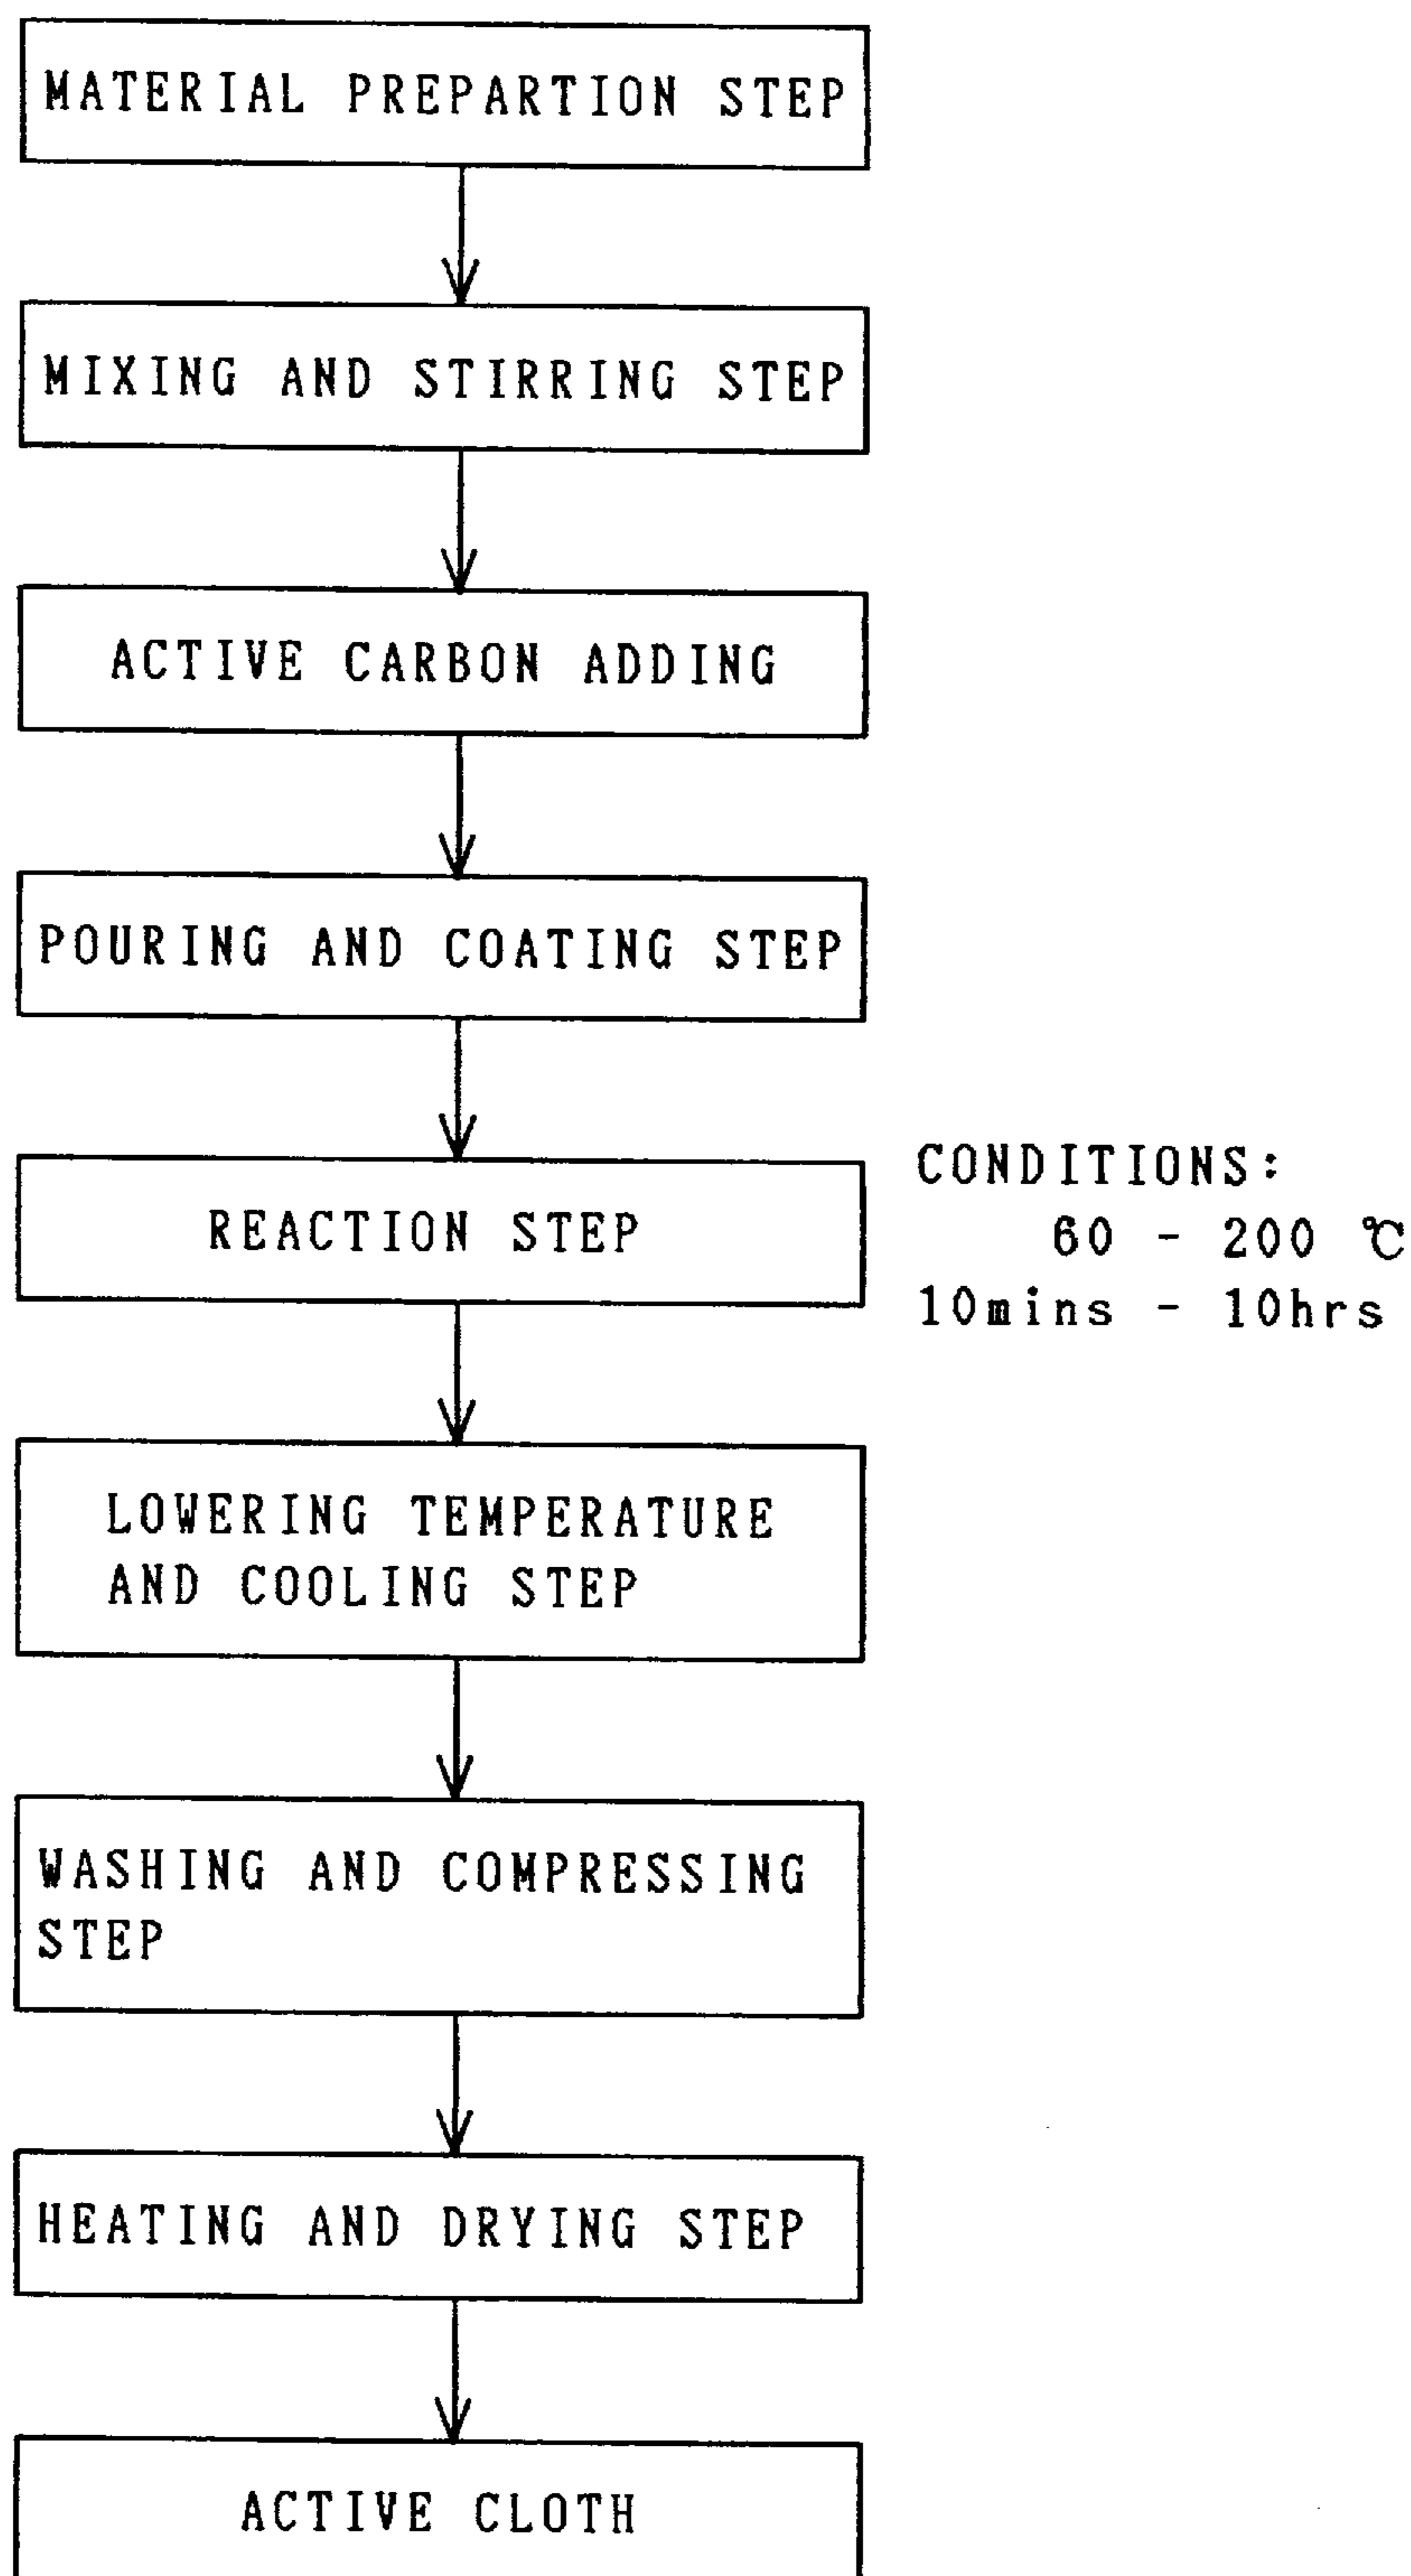 MATERIAL PREPARTION STEP
MIXING AND STIRRING STEP
ACTIVE CARBON ADDING
POURING AND COATING STEP
REACTION STEP
CONDITIONS:
60 - 200 ℃
10mins - 10hrs
LOWERING TEMPERATURE
AND COOLING STEP
WASHING AND COMPRESSING
STEP
HEATING AND DRYING STEP
ACTIVE CLOTH